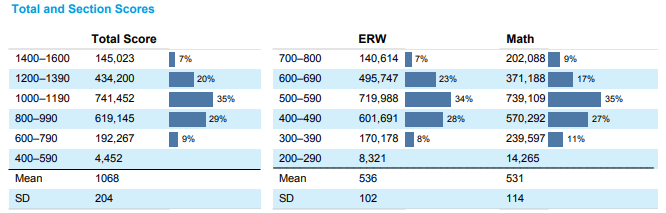 Total and Section Scores
Total Score ERW Math
1400–1600 145,023 7% 700–800 140,614 7% 202,088 9%
1200–1390 434,200 20% 600–690 495,747 23% 371,188 17%
1000–1190 741,452 35% 500–590 719,988 34% 739,109 35%
800–990 619,145 29% 400–490 601,691 28% 570,292 27%
600–790 192,267 9% 300–390 170,178 8% 239,597 11%
400–590 4,452 200–290 8,321 14,265
Mean 1068 Mean 536 531
SD 204 SD 102 114